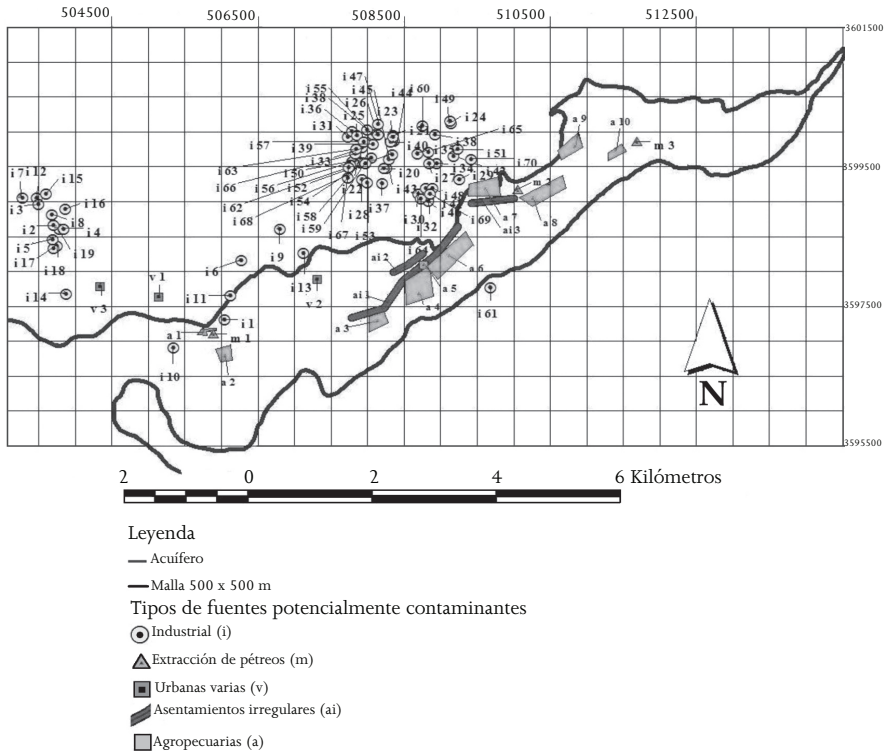 504500 506500 508500 510500 512500
3601500
i 47
i 55 i 45 i 44 i 60
i 38 i 26 i 23 i 49
i 36 i 25 i 24
i 31 i 21 i 65 a 9 a 10
i 57 i 39 i 40 i 35 i 38 m 3
i 7 i 12 i 63 i 33 i 51
3599500
i 15 i 66 i 50 i 20 i 27 i 34 i 70
i 3 i 16 i 56 i 52 i 22 i 43 i 29 m 2
i 2 i 8 i 62 i 54 i 37
i 4 i 68 i 58 i 28 i 30 i 69 a 7 a 8
i 5 i 59 i 32 ai 3
i 17 i 19 i 67 i 53
i 18 i 6 i 9 ai 2 i 64 a 6
v 1 i 13 a 5
i 14 v 3 i 11 v 2 ai 1 a 4 i 61
3597500
a 1 m 1 i 1 a 3
i 10 a 2
N
3595500
2 0 2 4 6 Kilómetros
Leyenda
Acuífero
Malla 500 x 500 m
Tipos de fuentes potencialmente contaminantes
Industrial (i)
Extracción de pétreos (m)
Urbanas varias (v)
Asentamientos irregulares (ai)
Agropecuarias (a)